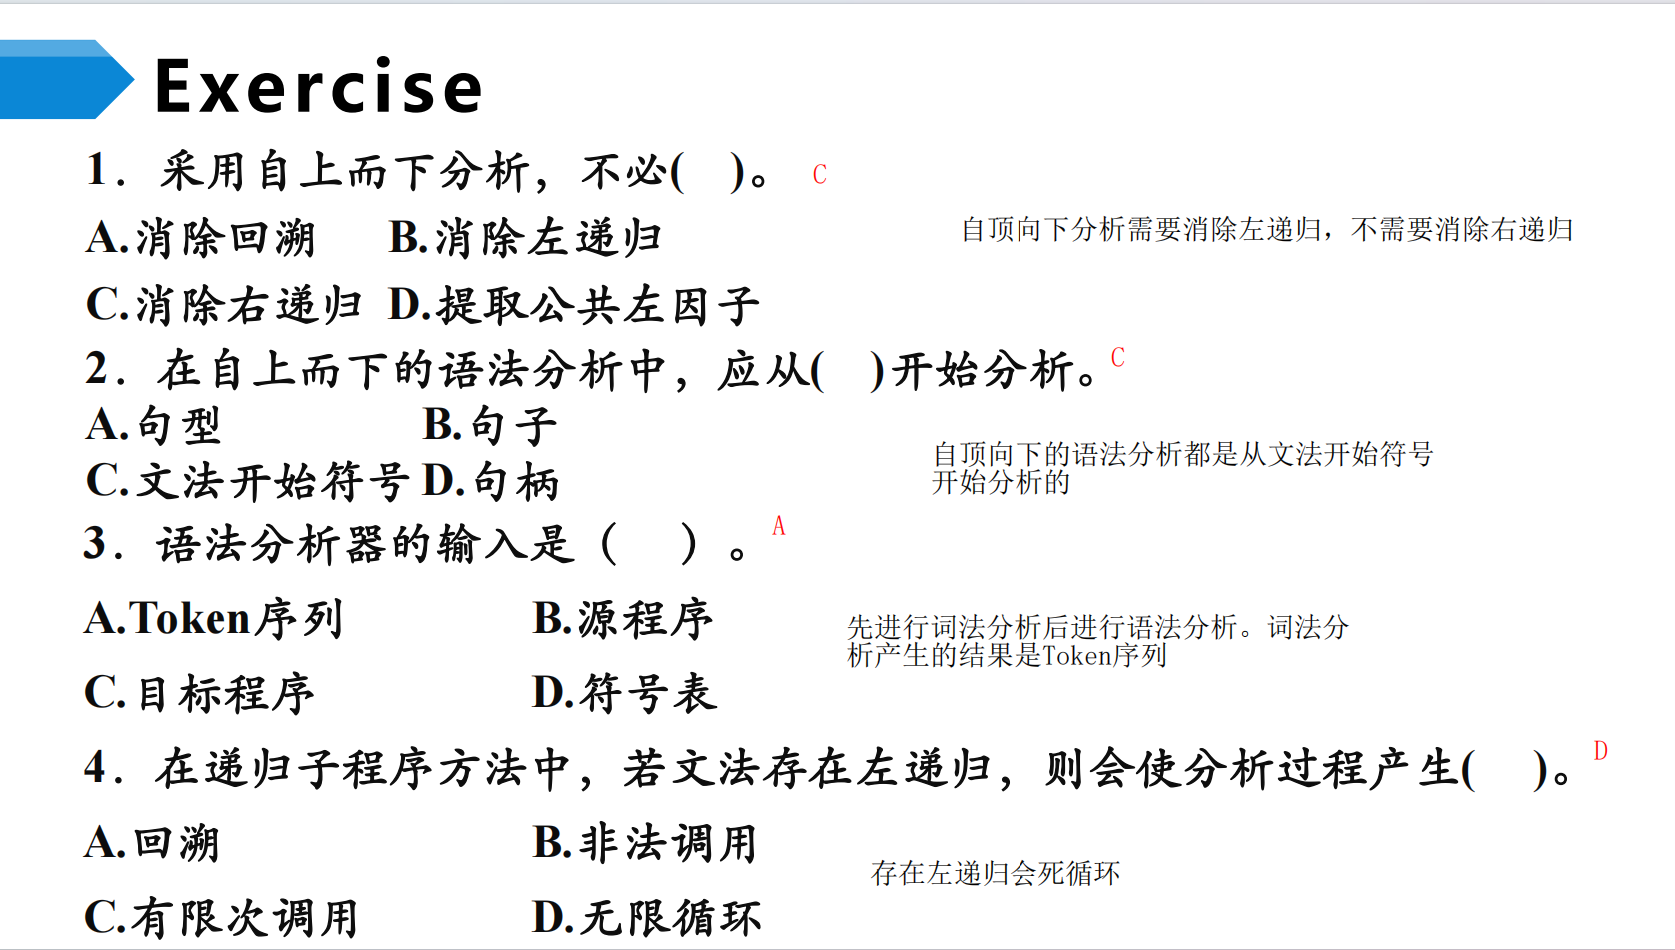 Exercise
1． 采用自上而下分析，不必( )。 C
A.消除回溯 B.消除左递归
自顶向下分析需要消除左递归，不需要消除右递归
C.消除右递归 D.提取公共左因子
2． 在自上而下的语法分析中，应从( )开始分析。 C
A.句型 B.句子
C.文法开始符号 D.句柄
自顶向下的语法分析都是从文法开始符号
开始分析的
3． 语法分析器的输入是（ ）。 A
A.Token序列 B.源程序
先进行词法分析后进行语法分析。词法分
析产生的结果是Token序列
C.目标程序 D.符号表
4． 在递归子程序方法中，若文法存在左递归，则会使分析过程产生( )。 D
A.回溯 B.非法调用
存在左递归会死循环
C.有限次调用 D.无限循环